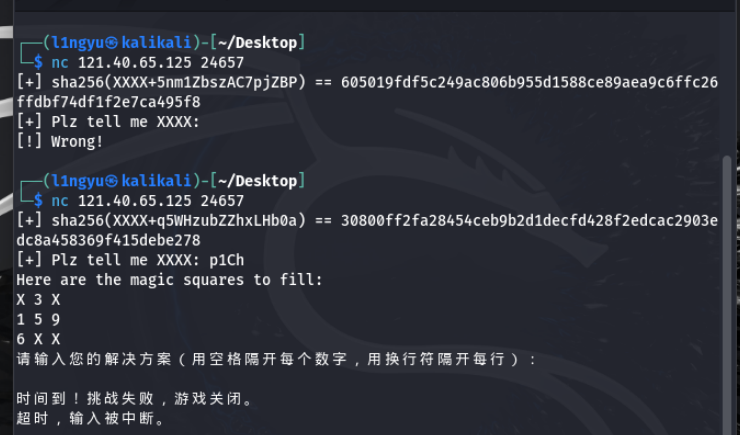 ┌──(l1ngyu㉿kalikali)-[~/Desktop]
└─$ nc 121.40.65.125 24657
[+] sha256(XXXX+5nm1ZbszAC7pjZBP) == 605019fdf5c249ac806b955d1588ce89aea9c6ffc26
ffdbf74df1f2e7ca495f8
[+] Plz tell me XXXX:
[!] Wrong!
┌──(l1ngyu㉿kalikali)-[~/Desktop]
└─$ nc 121.40.65.125 24657
[+] sha256(XXXX+q5WHzubZZhxLHb0a) == 30800ff2fa28454ceb9b2d1decfd428f2edcac2903e
dc8a458369f415debe278
[+] Plz tell me XXXX: p1Ch
Here are the magic squares to fill:
X 3 X
1 5 9
6 X X
请输入您的解决方案（用空格隔开每个数字，用换行符隔开每行）：
时间到！挑战失败，游戏关闭。
超时，输入被中断。